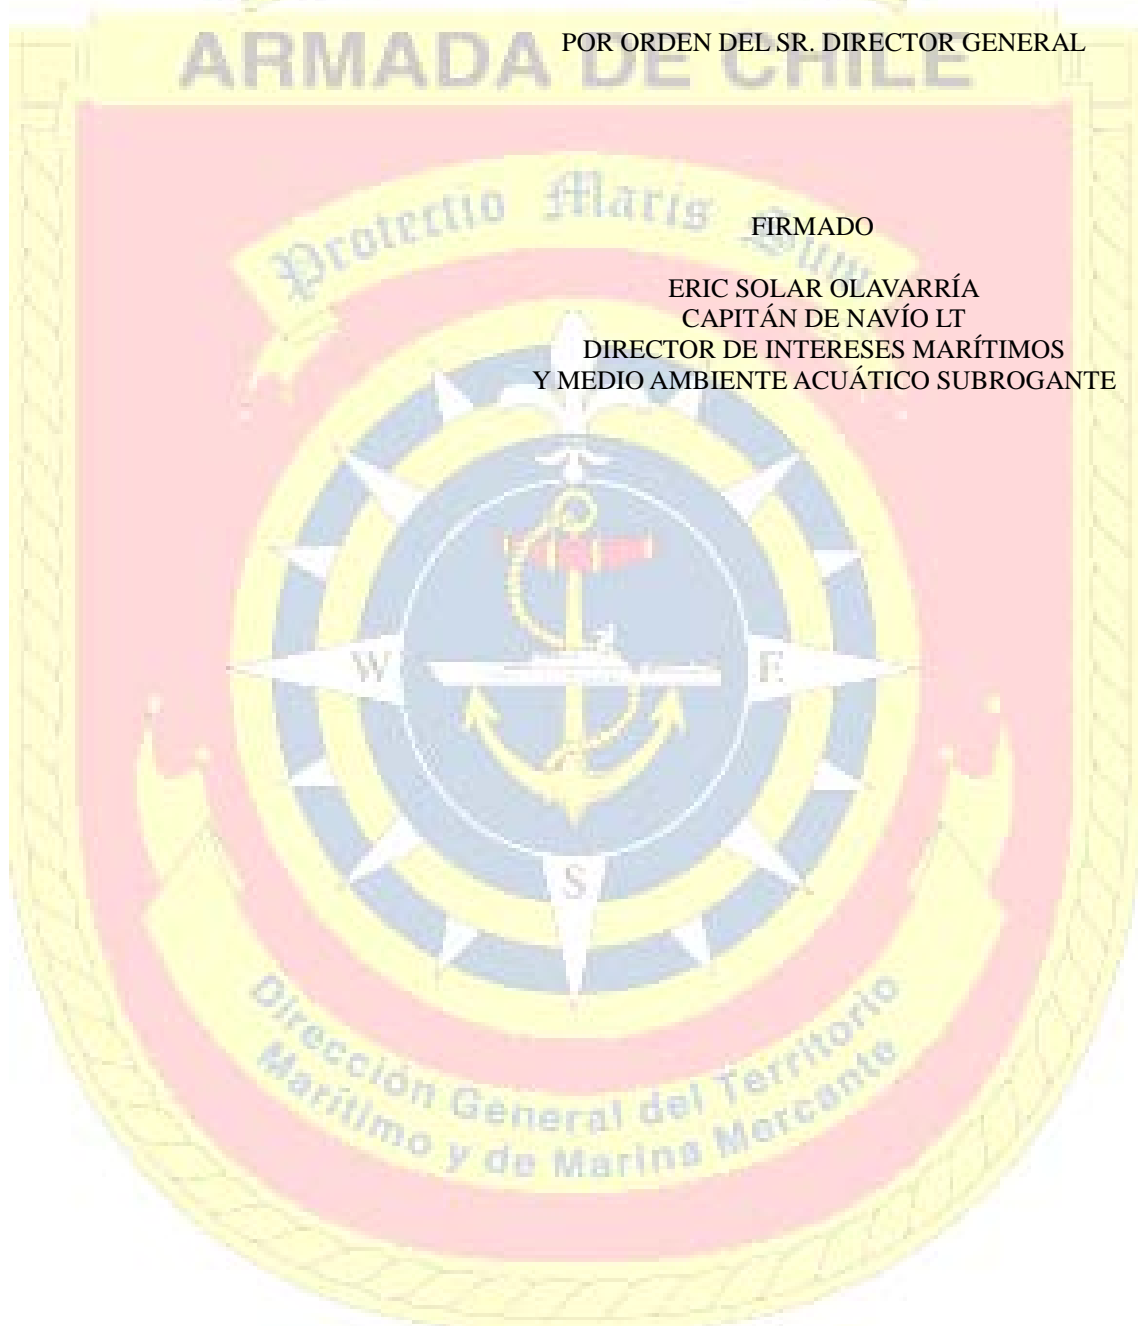 ARMADA DE CHILE
POR ORDEN DEL SR. DIRECTOR GENERAL
Protectio Maris Sum
FIRMADO
ERIC SOLAR OLAVARRÍA
CAPITÁN DE NAVÍO LT
DIRECTOR DE INTERESES MARÍTIMOS
Y MEDIO AMBIENTE ACUÁTICO SUBROGANTE
W
E
S
Dirección General del Territorio
Marítimo y de Marina Mercante